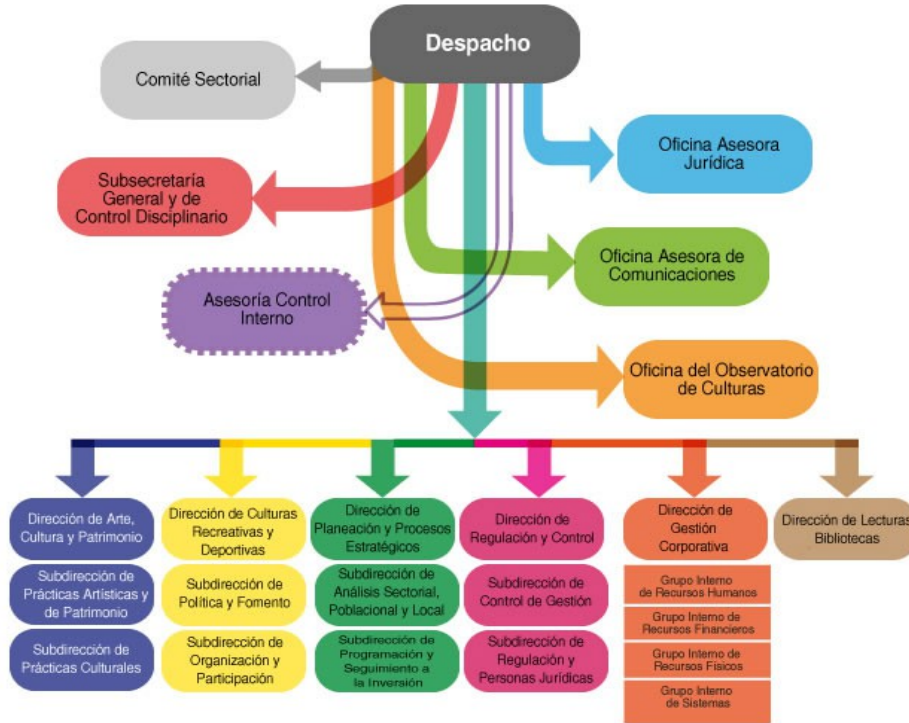 Despacho
Comité Sectorial
Oficina Asesora
Jurídica
Subsecretaría
General y de
Control Disciplinario
Oficina Asesora de
Comunicaciones
Asesoría Control
Interno
Oficina del Observatorio
de Culturas
Dirección de Arte,
Cultura y Patrimonio
Subdirección de
Prácticas Artísticas y
de Patrimonio
Subdirección de
Prácticas Culturales
Dirección de Culturas
Recreativas y
Deportivas
Subdirección de
Política y Fomento
Subdirección de
Organización y
Participación
Dirección de
Planeación y Procesos
Estratégicos
Subdirección de
Análisis Sectorial,
Poblacional y Local
Subdirección de
Programación y
Seguimiento a
la Inversión
Dirección de
Regulación y Control
Subdirección de
Control de Gestión
Subdirección de
Regulación y
Personas Jurídicas
Dirección de
Gestión
Corporativa
Grupo Interno
de Recursos Humanos
Grupo Interno de
Recursos Financieros
Grupo Interno de
Recursos Físicos
Grupo Interno
de Sistemas
Dirección de Lecturas
Bibliotecas